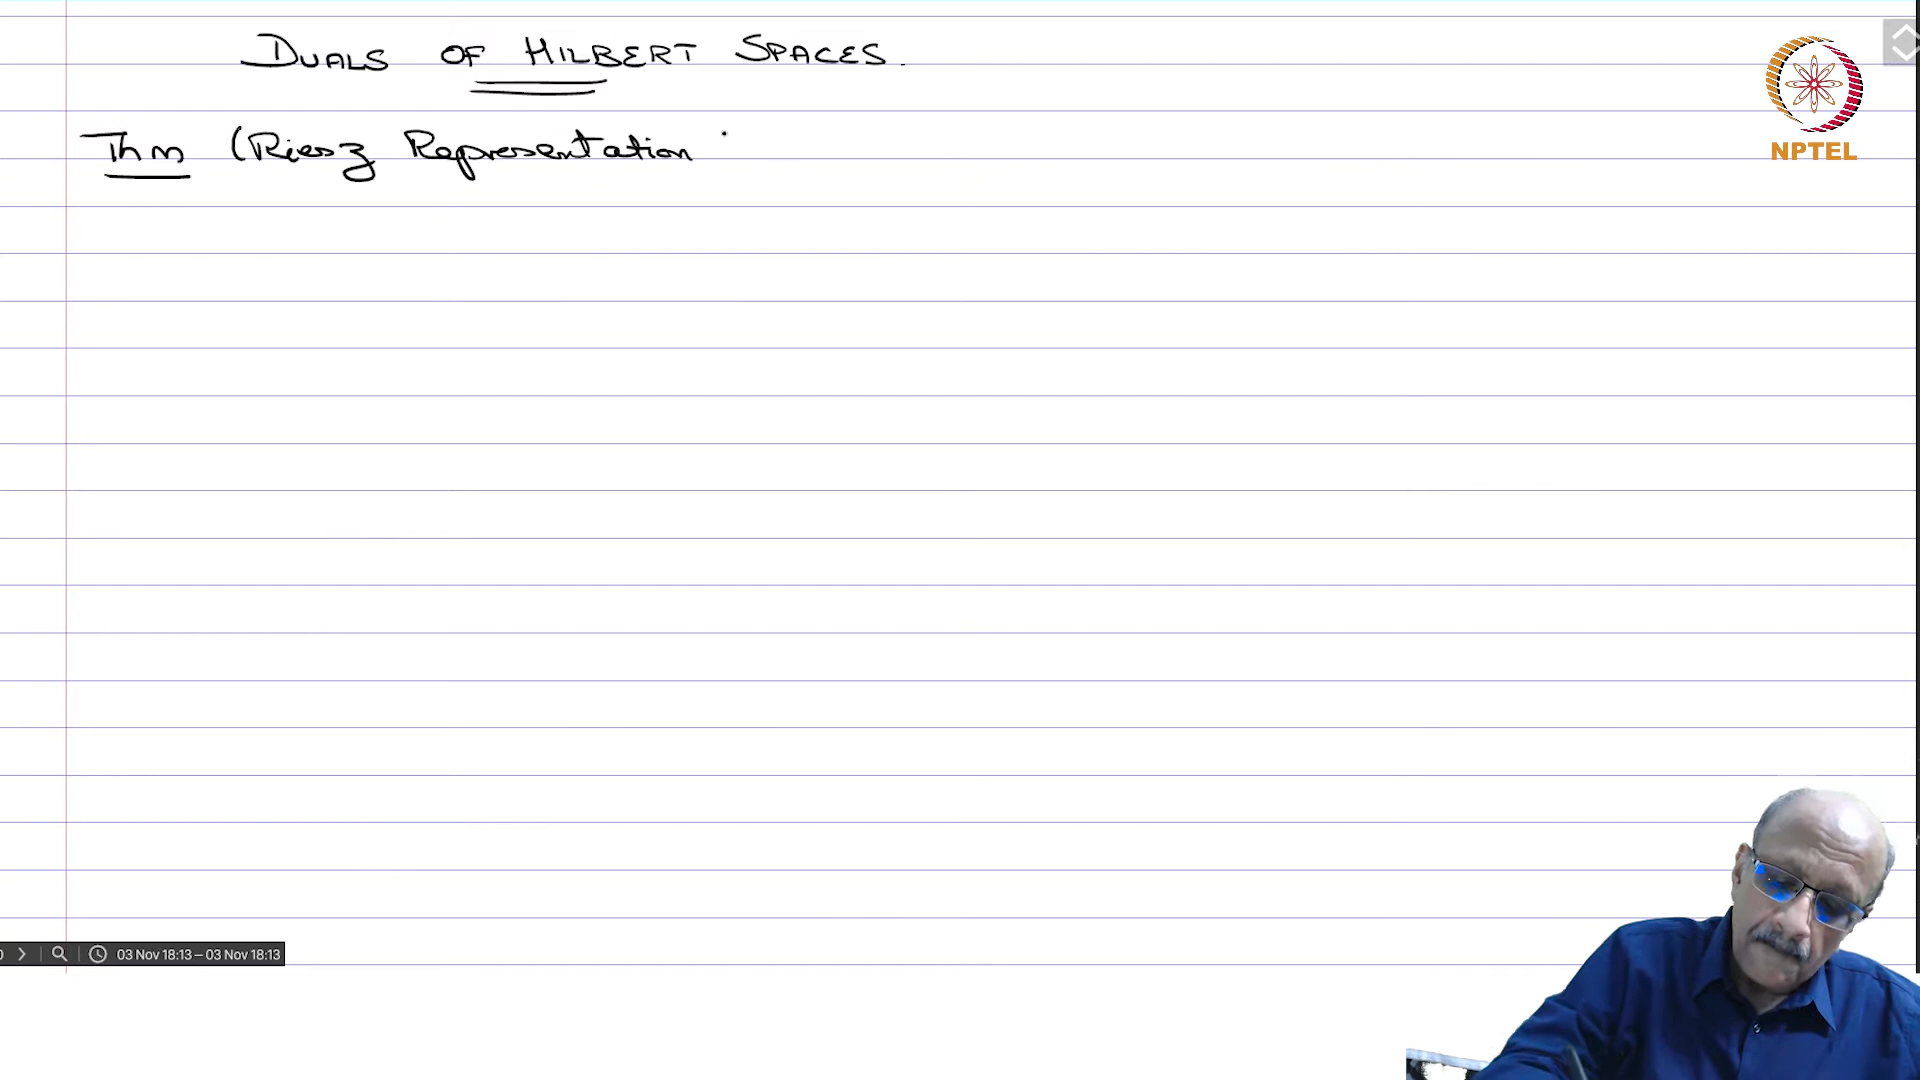 DUALS OF HILBERT SPACES.
Thm (Riesz Representation
NPTEL
03 Nov 18:13 – 03 Nov 18:13